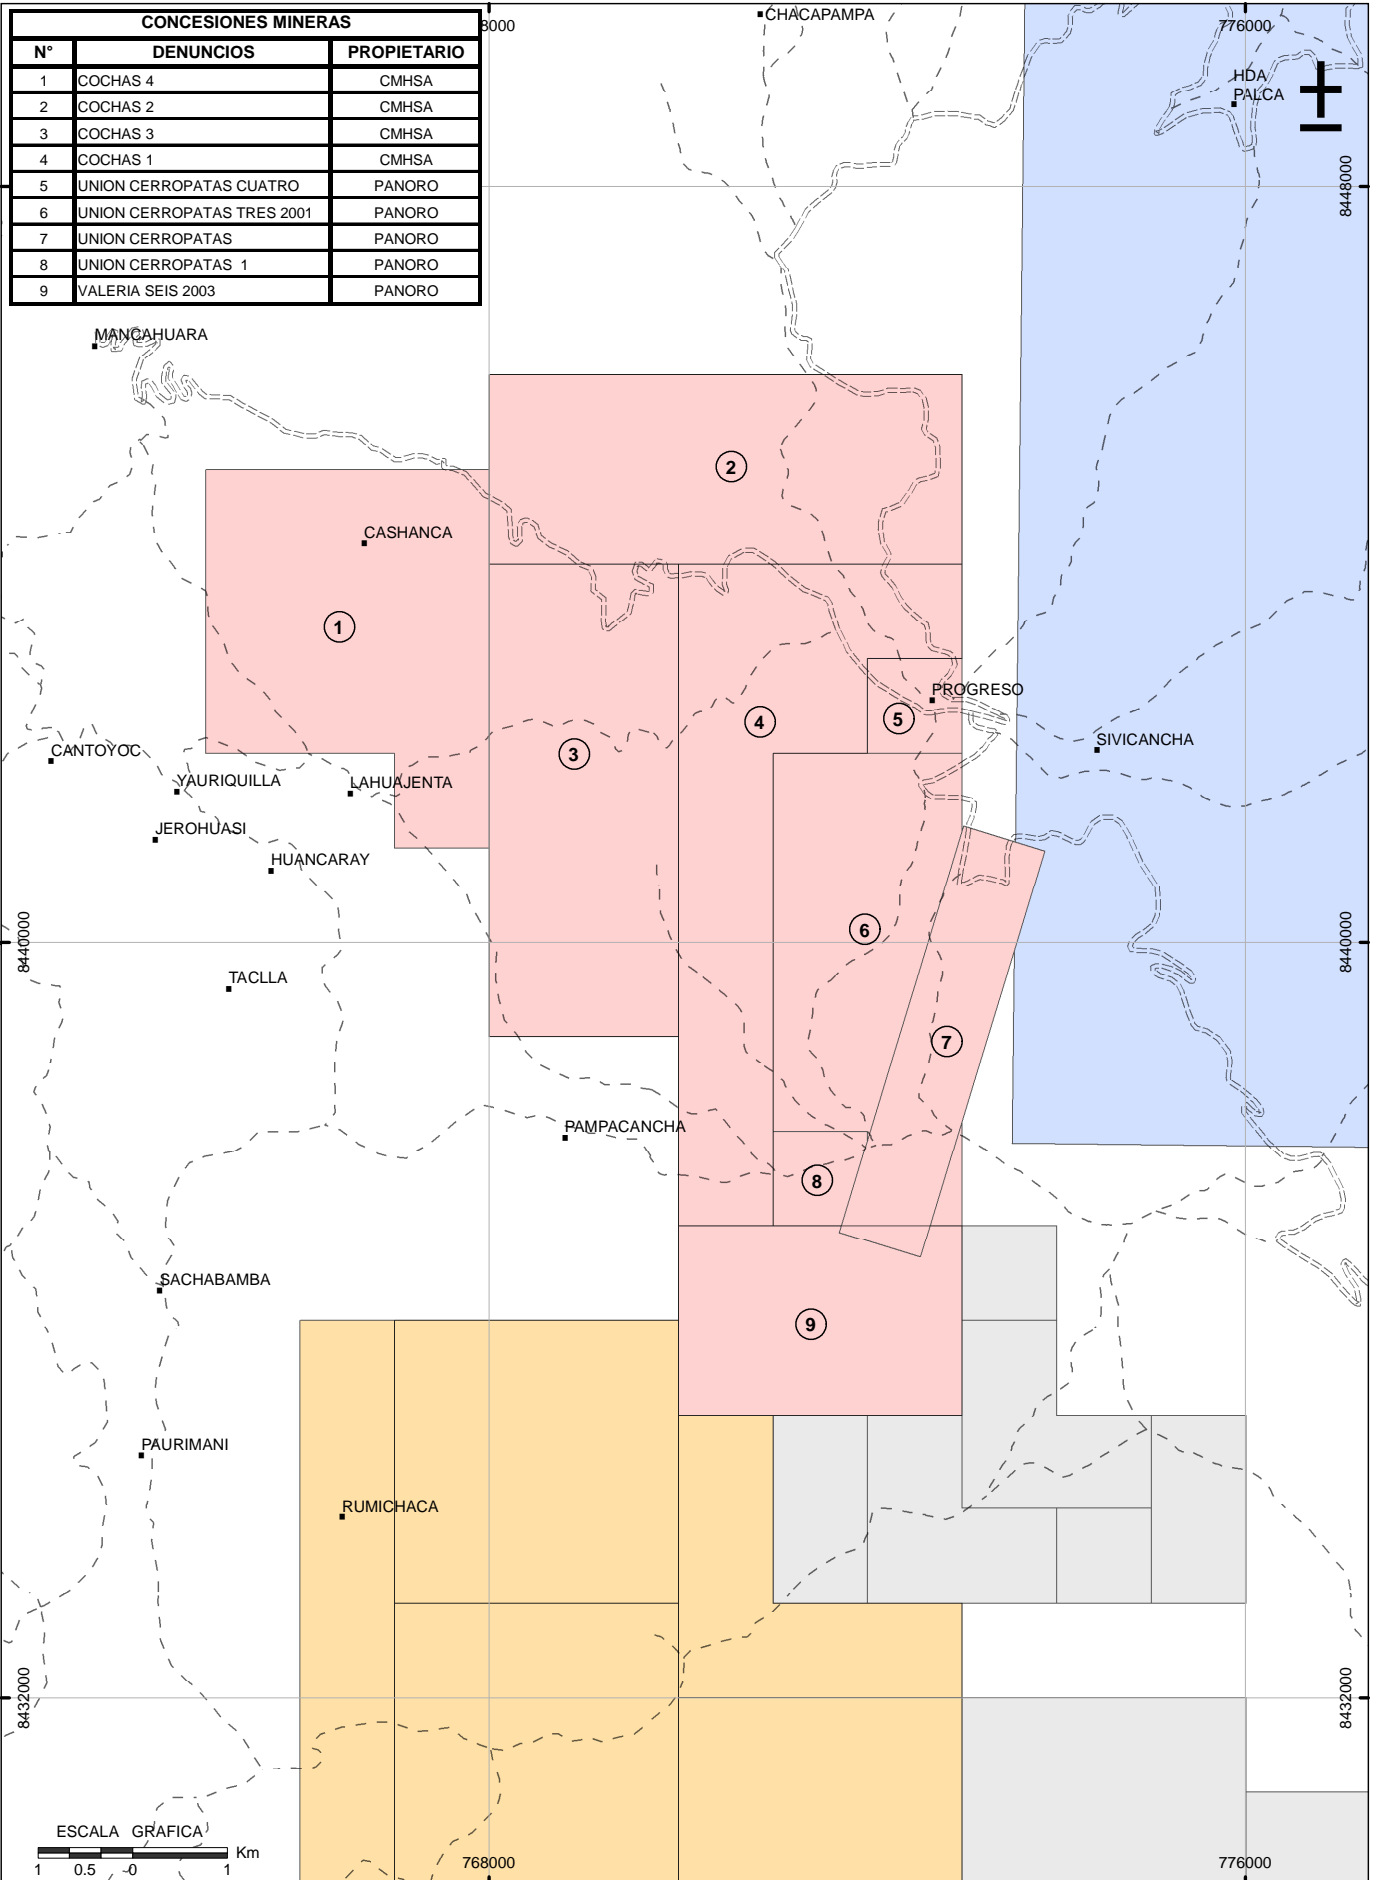 CONCESIONES MINERAS
N° DENUNCIOS PROPIETARIO
1 COCHAS 4 CMHSA
2 COCHAS 2 CMHSA
3 COCHAS 3 CMHSA
4 COCHAS 1 CMHSA
5 UNION CERROPATAS CUATRO PANORO
6 UNION CERROPATAS TRES 2001 PANORO
7 UNION CERROPATAS PANORO
8 UNION CERROPATAS 1 PANORO
9 VALERIA SEIS 2003 PANORO
8000
CHACAPAMPA
776000
HDA
PALCA
8448000
MANCAHUARA
2
CASHANCA
1
PROGRESO
5
4
3
SIVICANCHA
CANTOYOC
YAURIQUILLA
LAHUAJENTA
JEROHUASI
HUANCARAY
6
8440000
8440000
TACLLA
7
PAMPACANCHA
8
SACHABAMBA
9
PAURIMANI
RUMICHACA
8432000
8432000
ESCALA GRAFICA
Km
1 0.5 0 1
768000
776000